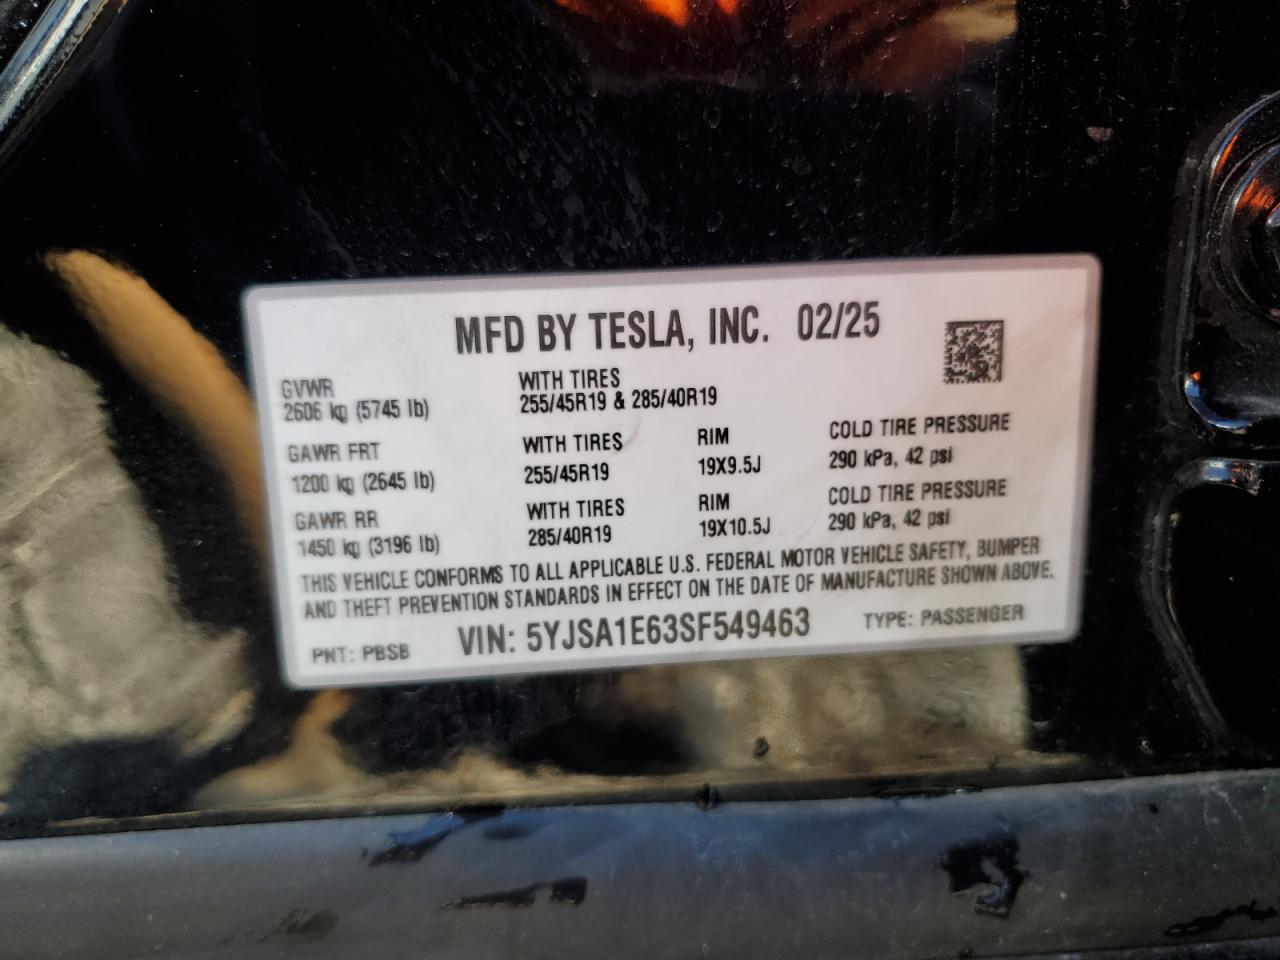 MFD BY TESLA, INC. 02/25
GVWR
2606 kg (5745 lb)
WITH TIRES
255/45R19 & 285/40R19
GAWR FRT
1200 kg (2645 lb)
WITH TIRES
255/45R19
RIM
19X9.5J
COLD TIRE PRESSURE
290 kPa, 42 psi
GAWR RR
1450 kg (3196 lb)
WITH TIRES
285/40R19
RIM
19X10.5J
COLD TIRE PRESSURE
290 kPa, 42 psi
THIS VEHICLE CONFORMS TO ALL APPLICABLE U.S. FEDERAL MOTOR VEHICLE SAFETY, BUMPER
AND THEFT PREVENTION STANDARDS IN EFFECT ON THE DATE OF MANUFACTURE SHOWN ABOVE.
PNT: PBSB VIN: 5YJSA1E63SF549463 TYPE: PASSENGER